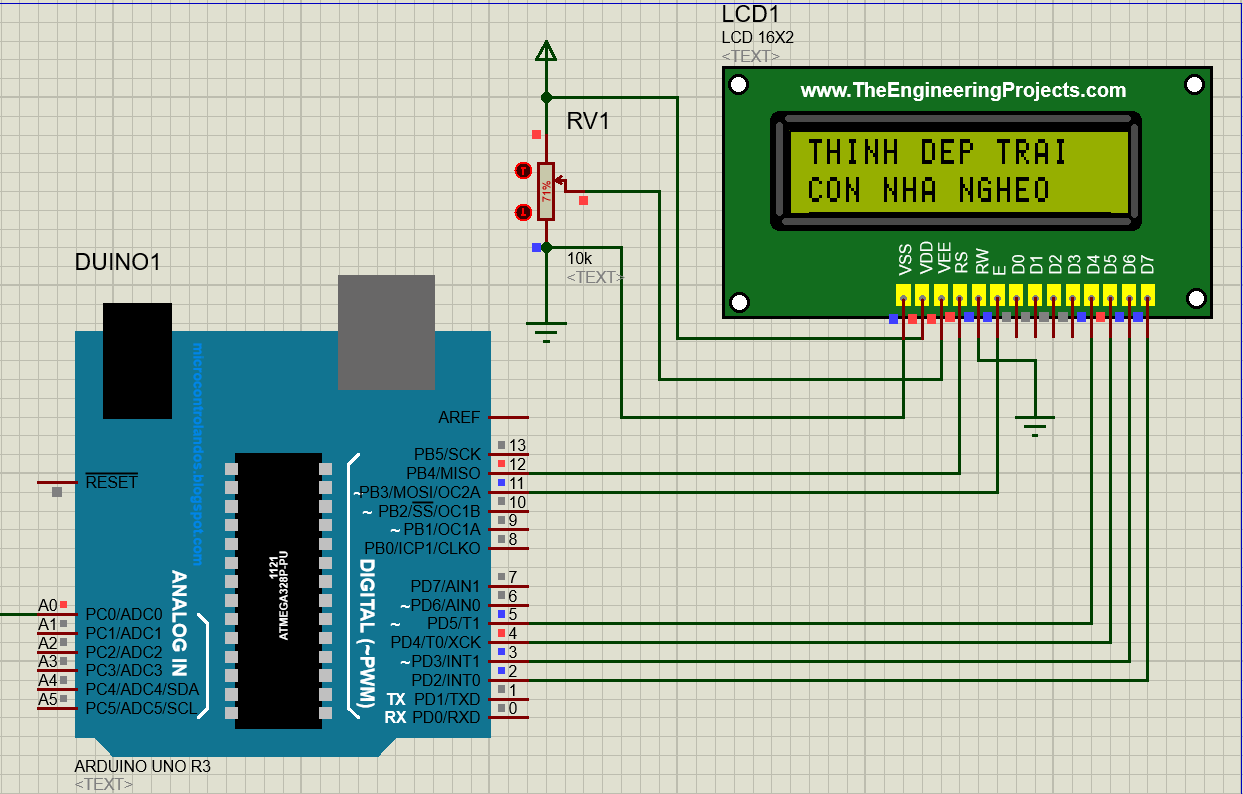 LCD1
LCD 16X2
<TEXT>
www.TheEngineeringProjects.com
THINH DEP TRAI
CON NHA NGHEO
VSS
VDD
VEE
RS
RW
E
D0
D1
D2
D3
D4
D5
D6
D7
RV1
71%
10k
<TEXT>
DUINO1
microcontrolandos.blogspot.com
RESET
1121
ATMEGA328P-PU
ANALOG IN
DIGITAL (~PWM)
AREF
PB5/SCK 13
PB4/MISO 12
~PB3/MOSI/OC2A 11
~ PB2/SS/OC1B 10
~ PB1/OC1A 9
PB0/ICP1/CLKO 8
PD7/AIN1 7
~PD6/AIN0 6
~ PD5/T1 5
PD4/T0/XCK 4
~PD3/INT1 3
PD2/INT0 2
TX PD1/TXD 1
RX PD0/RXD 0
A0 PC0/ADC0
A1 PC1/ADC1
A2 PC2/ADC2
A3 PC3/ADC3
A4 PC4/ADC4/SDA
A5 PC5/ADC5/SCL
ARDUINO UNO R3
<TEXT>